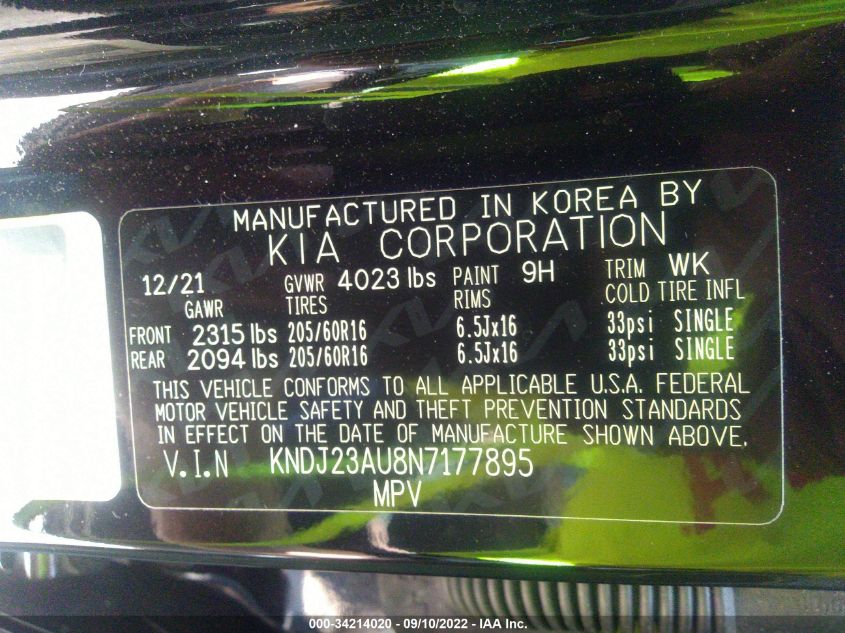 MANUFACTURED IN KOREA BY
KIA CORPORATION
12/21 GVWR 4023 lbs PAINT 9H TRIM WK
GAWR TIRES RIMS COLD TIRE INFL
FRONT 2315 lbs 205/60R16 6.5Jx16 33psi SINGLE
REAR 2094 lbs 205/60R16 6.5Jx16 33psi SINGLE
THIS VEHICLE CONFORMS TO ALL APPLICABLE U.S.A. FEDERAL
MOTOR VEHICLE SAFETY AND THEFT PREVENTION STANDARDS
IN EFFECT ON THE DATE OF MANUFACTURE SHOWN ABOVE.
V.I.N KNDJ23AU8N7177895
MPV
000-34214020 - 09/10/2022 - IAA Inc.